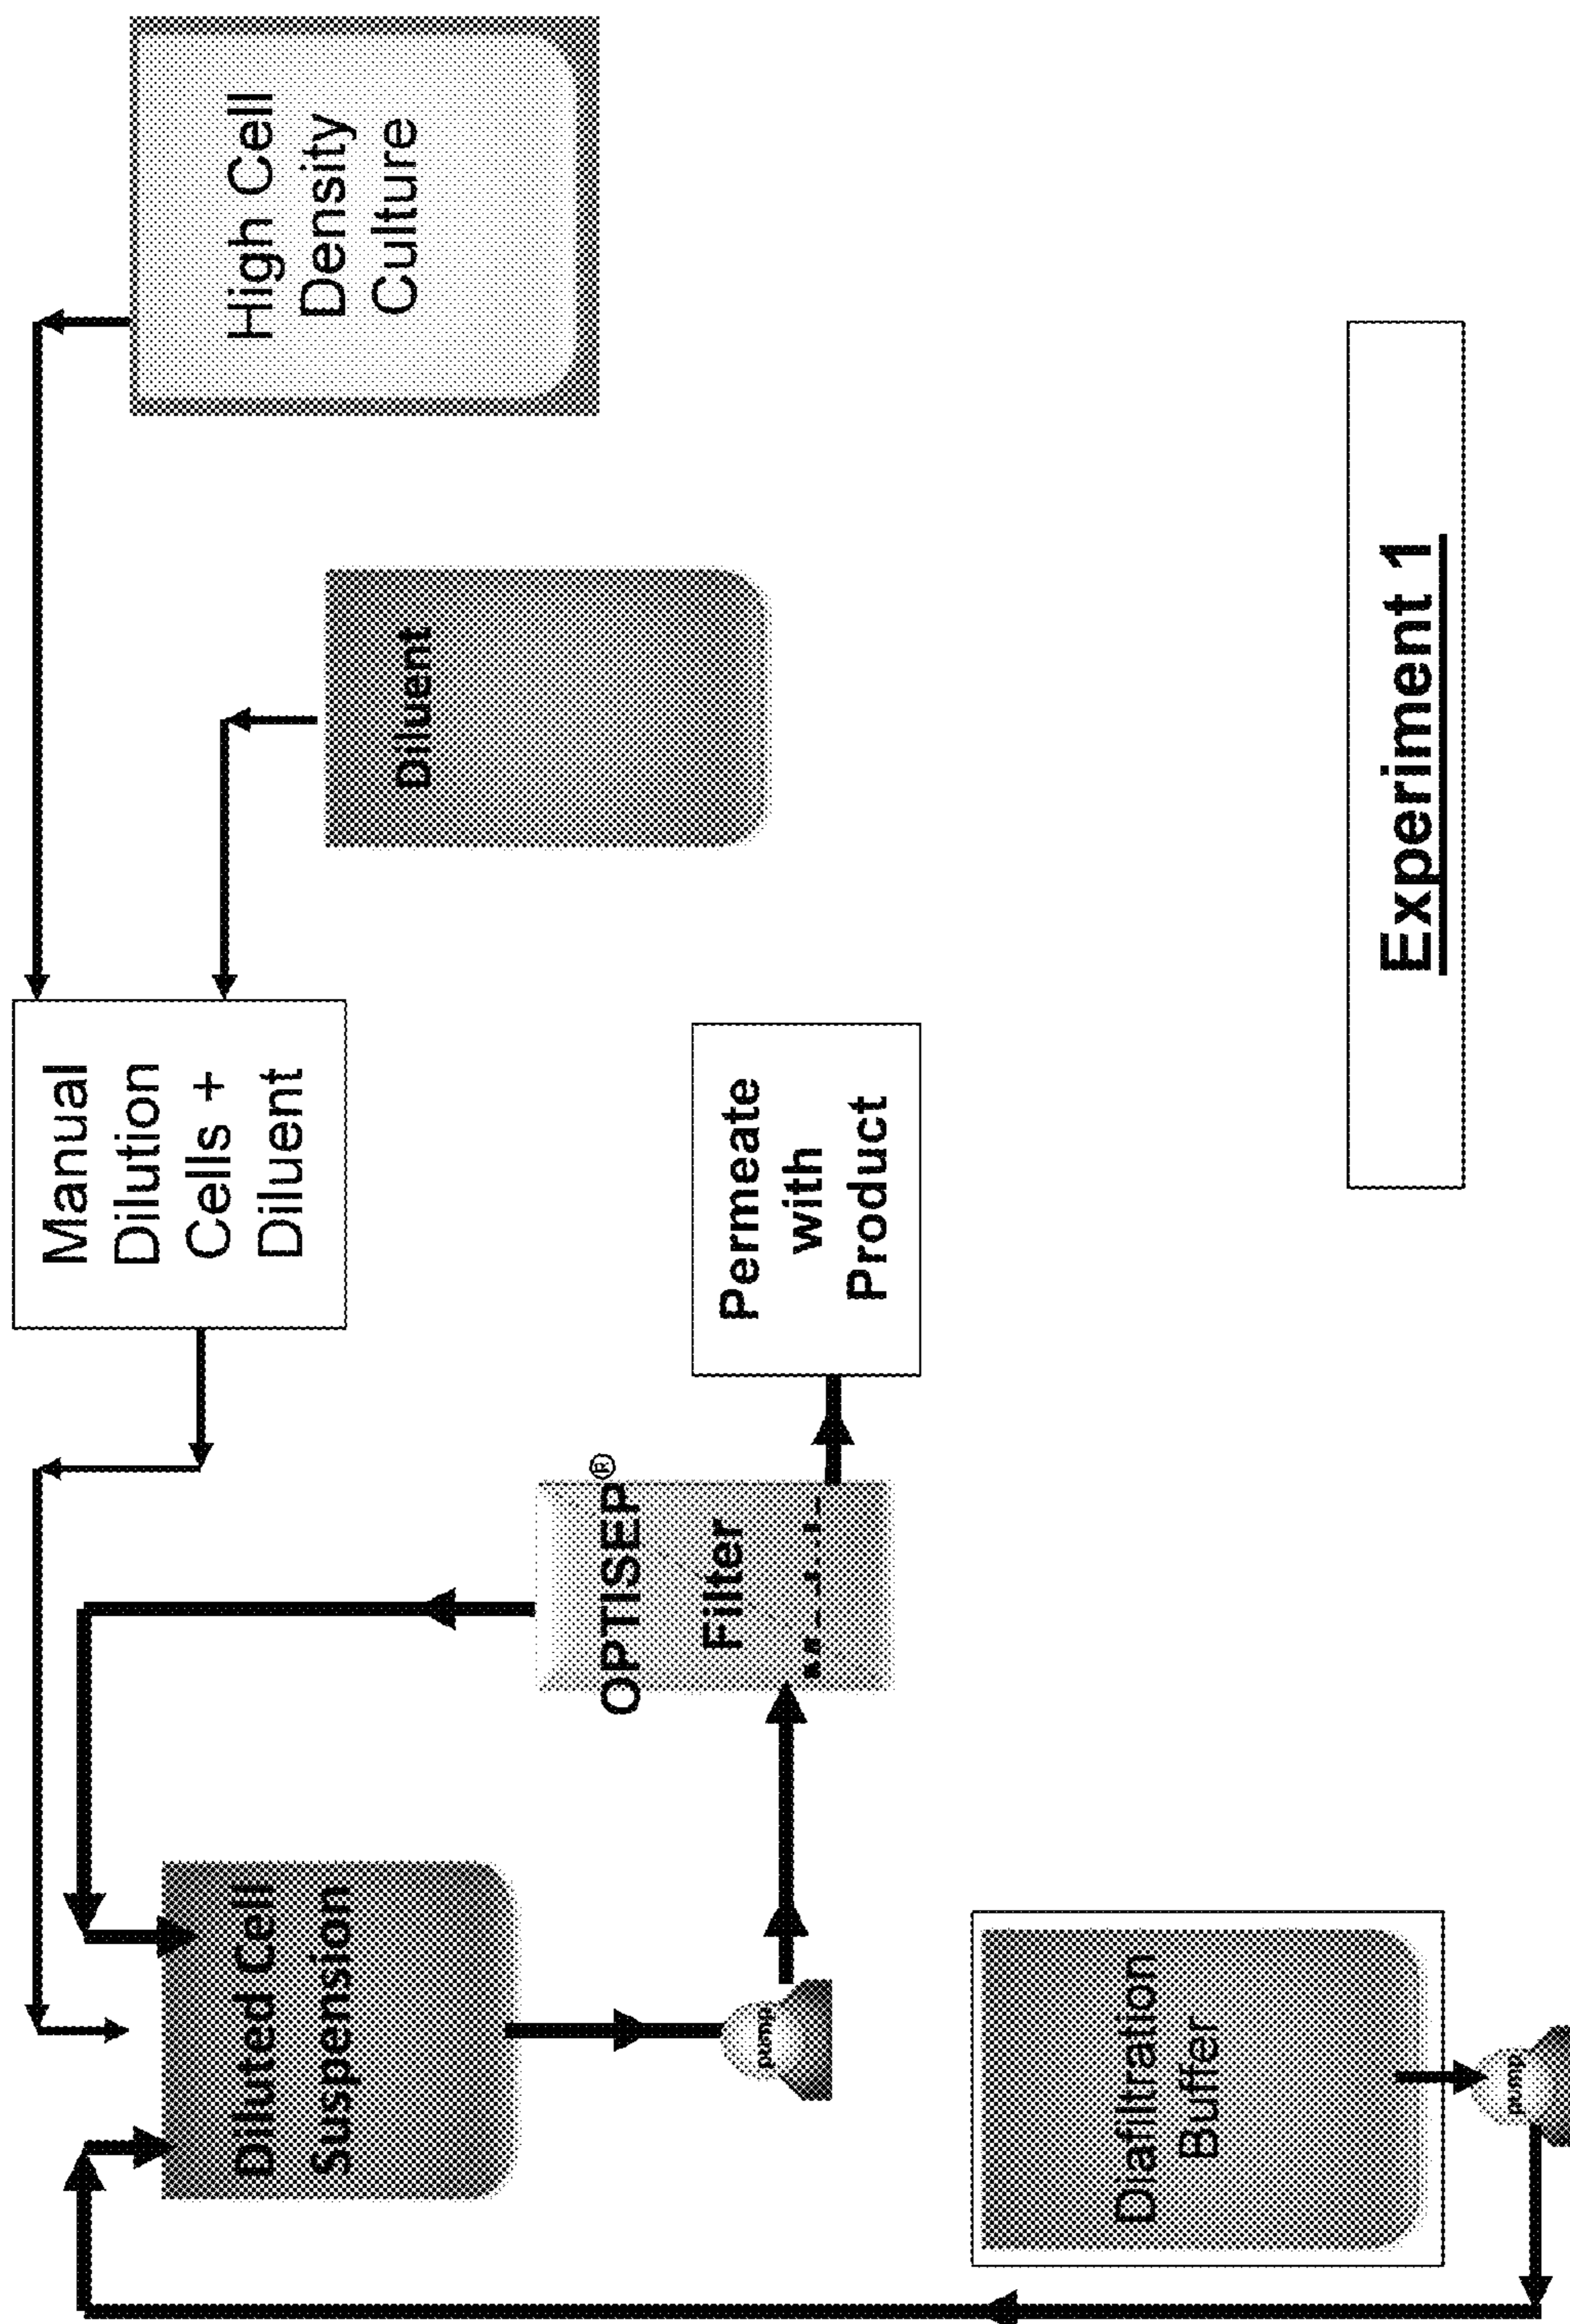 High Cell
Density
Culture
Diluent
Manual
Dilution
Cells +
Diluent
Permeate
with
Product
OPTISEP®
Filter
Diluted Cell
Suspension
pump
Diafiltration
Buffer
pump
Experiment 1